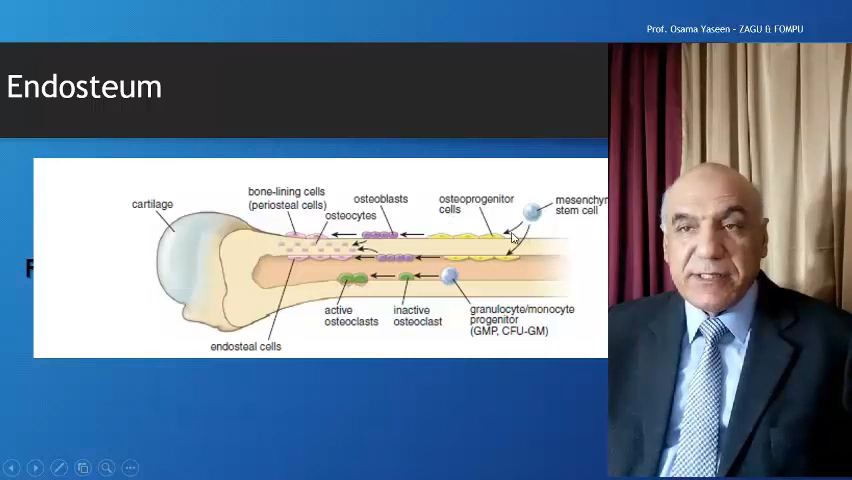 Prof. Osama Yaseen - ZAGU & FOMPU
Endosteum
bone-lining cells
(periosteal cells)
osteoblasts
osteoprogenitor
cells
mesenchy
stem cell
cartilage
osteocytes
active
osteoclasts
inactive
osteoclast
granulocyte/monocyte
progenitor
(GMP, CFU-GM)
endosteal cells